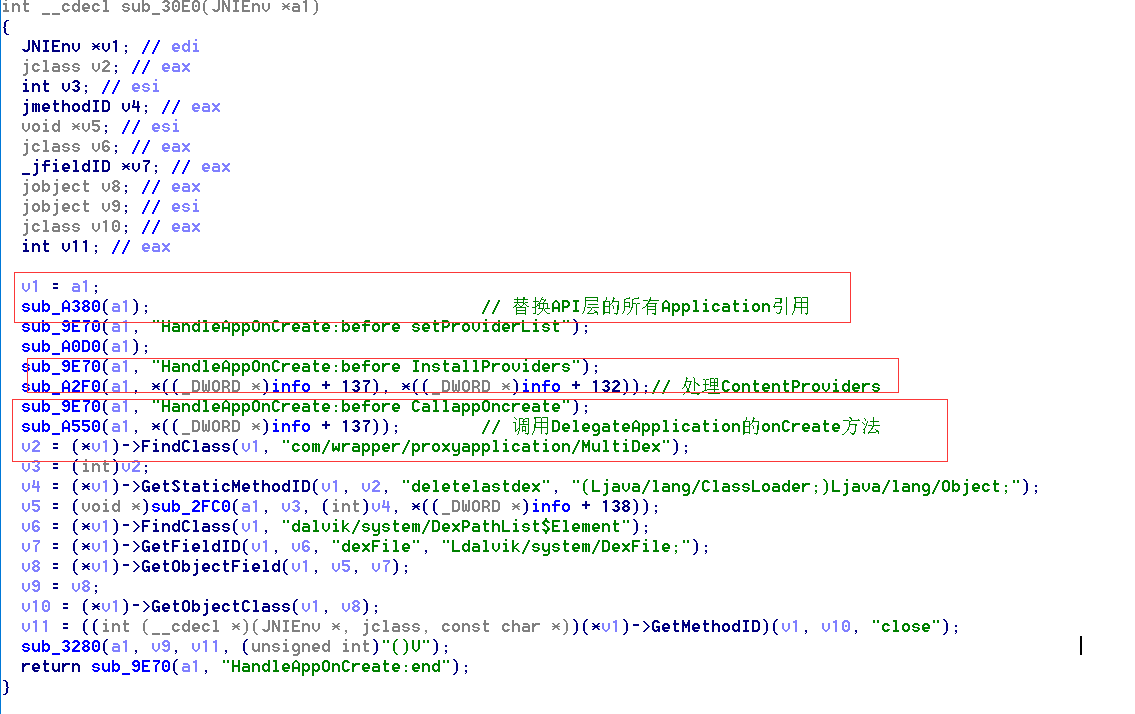 int __cdecl sub_30E0(JNIEnv *a1)
{
  JNIEnv *v1; // edi
  jclass v2; // eax
  int v3; // esi
  jmethodID v4; // eax
  void *v5; // esi
  jclass v6; // eax
  _jfieldID *v7; // eax
  jobject v8; // eax
  jobject v9; // esi
  jclass v10; // eax
  int v11; // eax
  v1 = a1;
  sub_A380(a1); // 替换API层的所有Application引用
  sub_9E70(a1, "HandleAppOnCreate:before setProviderList");
  sub_A0D0(a1);
  sub_9E70(a1, "HandleAppOnCreate:before InstallProviders");
  sub_A2F0(a1, *((_DWORD *)info + 137), *((_DWORD *)info + 132));// 处理ContentProviders
  sub_9E70(a1, "HandleAppOnCreate:before CallappOncreate");
  sub_A550(a1, *((_DWORD *)info + 137)); // 调用DelegateApplication的onCreate方法
  v2 = (*v1)->FindClass(v1, "com/wrapper/proxyapplication/MultiDex");
  v3 = (int)v2;
  v4 = (*v1)->GetStaticMethodID(v1, v2, "deletelastdex", "(Ljava/lang/ClassLoader;)Ljava/lang/Object;");
  v5 = (void *)sub_2FC0(a1, v3, (int)v4, *((_DWORD *)info + 138));
  v6 = (*v1)->FindClass(v1, "dalvik/system/DexPathList$Element");
  v7 = (*v1)->GetFieldID(v1, v6, "dexFile", "Ldalvik/system/DexFile;");
  v8 = (*v1)->GetObjectField(v1, v5, v7);
  v9 = v8;
  v10 = (*v1)->GetObjectClass(v1, v8);
  v11 = ((int (__cdecl *)(JNIEnv *, jclass, const char *))(*v1)->GetMethodID)(v1, v10, "close");
  sub_3280(a1, v9, v11, (unsigned int)"()V");
  return sub_9E70(a1, "HandleAppOnCreate:end");
}